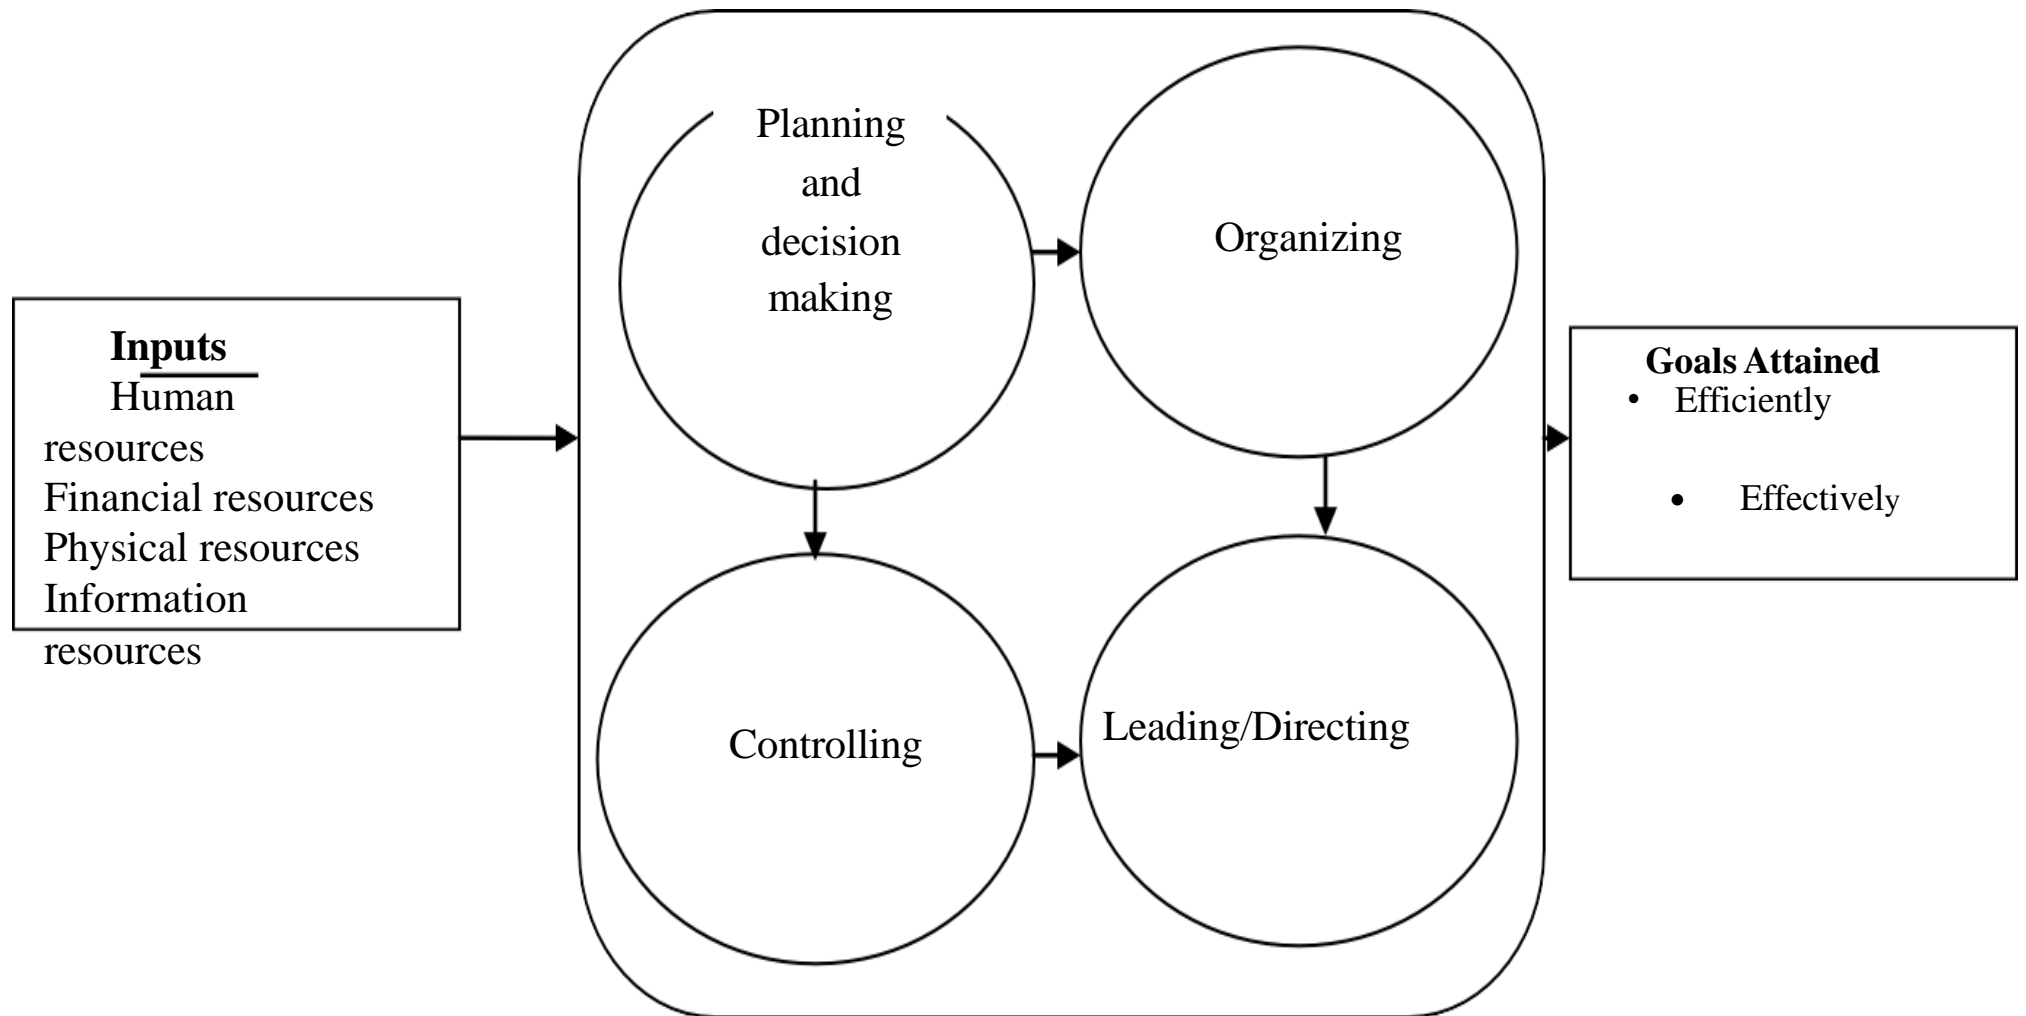 Inputs
Human
resources
Financial resources
Physical resources
Information
resources
Planning
and
decision
making
Organizing
Controlling
Leading/Directing
Goals Attained
• Efficiently
• Effectively